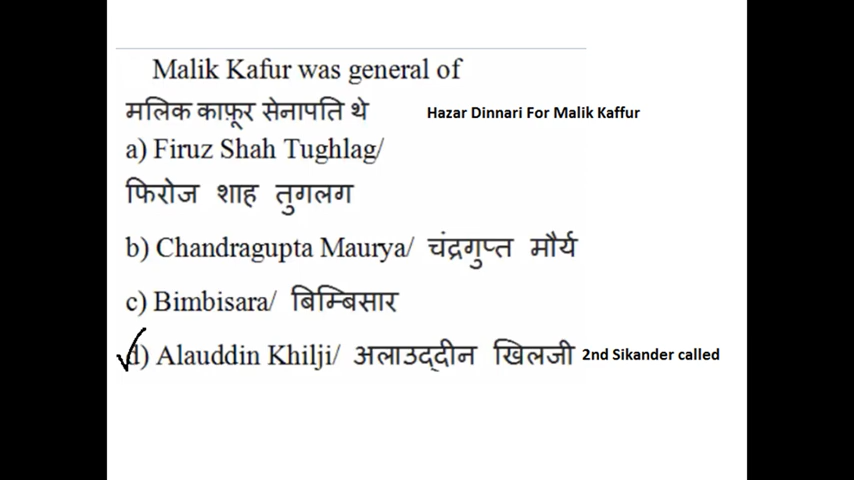 Malik Kafur was general of
मलिक काफ़ूर सेनापति थे Hazar Dinnari For Malik Kaffur
a) Firuz Shah Tughlag/
फिरोज शाह तुगलग
b) Chandragupta Maurya/ चंद्रगुप्त मौर्य
c) Bimbisara/ बिम्बिसार
d) Alauddin Khilji/ अलाउद्दीन खिलजी 2nd Sikander called